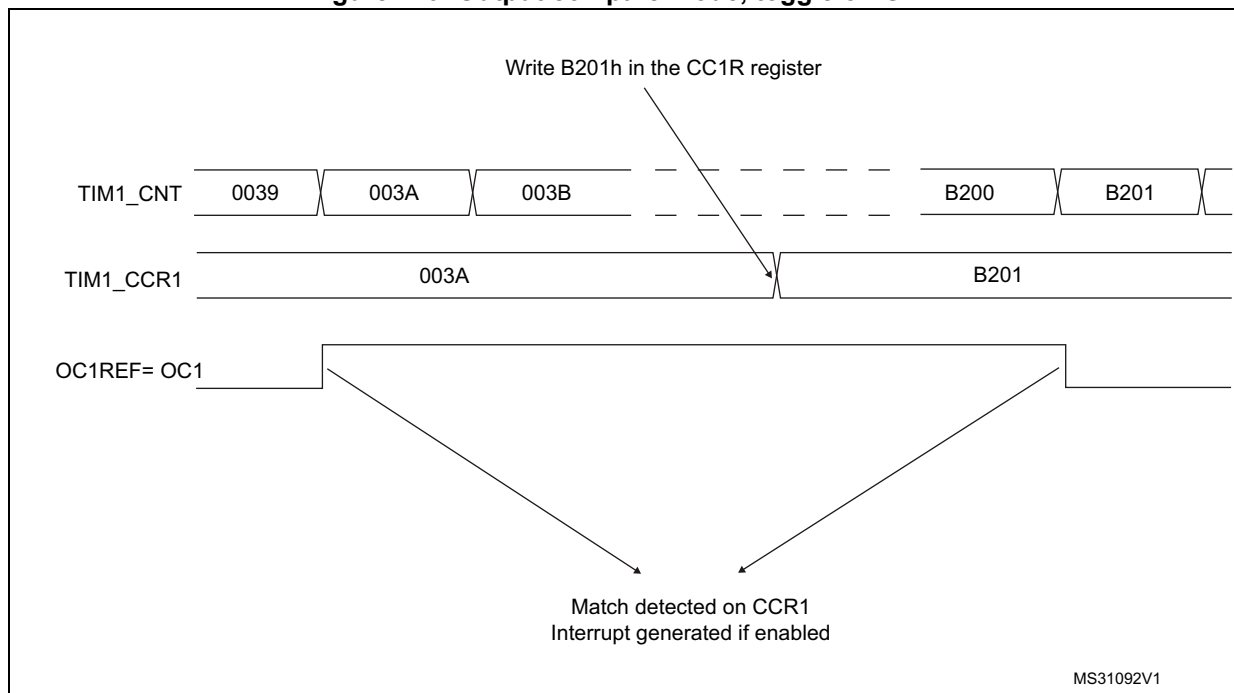 Write B201h in the CC1R register
TIM1_CNT 0039 003A 003B B200 B201
TIM1_CCR1 003A B201
OC1REF= OC1
Match detected on CCR1
Interrupt generated if enabled
MS31092V1